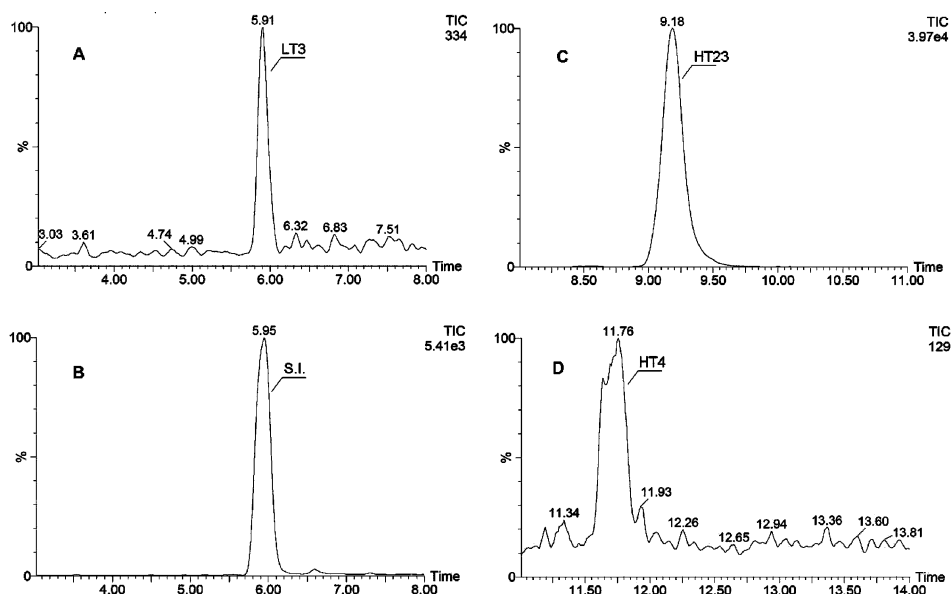 5.91
TIC
334
100
A
LT3
%
3.03
3.61
4.74
4.99
6.32
6.83
7.51
0
Time
4.00 5.00 6.00 7.00 8.00
9.18
TIC
3.97e4
100
C
HT23
%
0
Time
8.50 9.00 9.50 10.00 10.50 11.00
5.95
TIC
5.41e3
100
B
S.I.
%
0
Time
4.00 5.00 6.00 7.00 8.00
11.76
TIC
129
100
D
HT4
%
11.34
11.93
12.26
12.65
12.94
13.36
13.60
13.81
0
Time
11.50 12.00 12.50 13.00 13.50 14.00